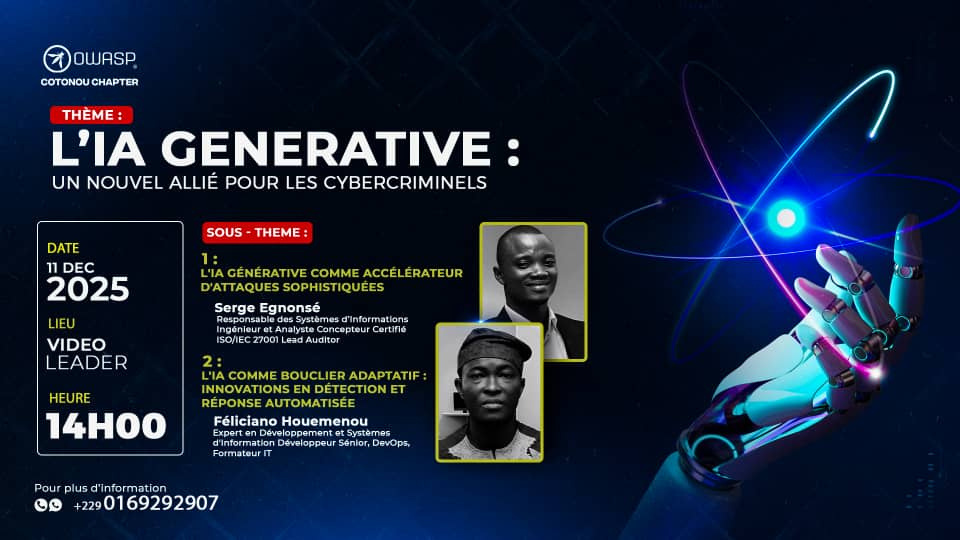 OWASP
COTONOU CHAPTER
THÈME :
L'IA GENERATIVE :
UN NOUVEL ALLIÉ POUR LES CYBERCRIMINELS
DATE
11 DEC
2025
LIEU
VIDEO
LEADER
HEURE
14H00
SOUS - THEME :
1 :
L'IA GÉNÉRATIVE COMME ACCÉLÉRATEUR
D'ATTAQUES SOPHISTIQUÉES
Serge Egnonsé
Responsable des Systèmes d'Informations
Ingénieur et Analyste Concepteur Certifié
ISO/IEC 27001 Lead Auditor
2 :
L'IA COMME BOUCLIER ADAPTATIF :
INNOVATIONS EN DÉTECTION ET
RÉPONSE AUTOMATISÉE
Féliciano Houemenou
Expert en Développement et Systèmes
d'Information Développeur Sénior, DevOps,
Formateur IT
Pour plus d'information
+229 0169292907